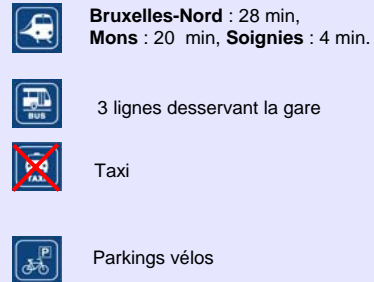 Bruxelles-Nord : 28 min,
Mons : 20 min, Soignies : 4 min.
BUS
3 lignes desservant la gare
TAXI
Taxi
P
Parkings vélos